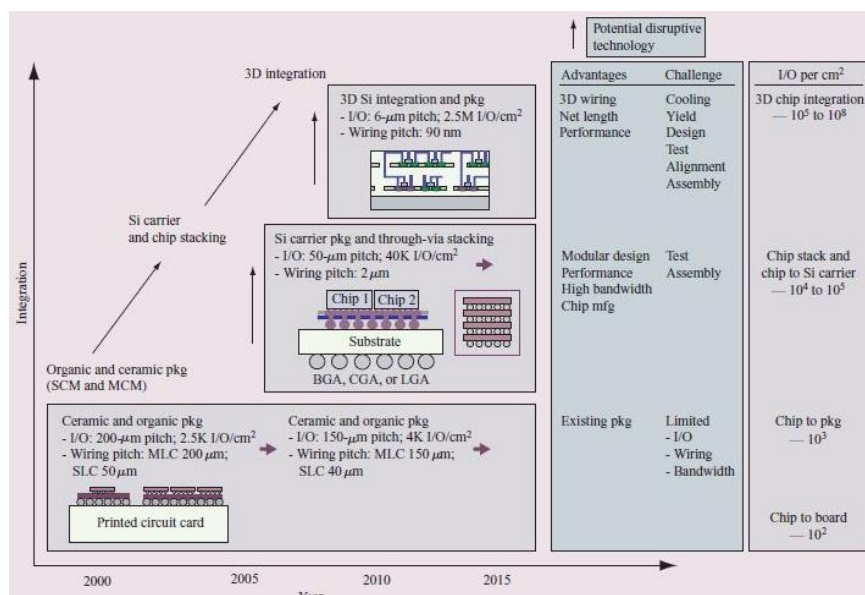 Potential disruptive
technology
3D integration
Si carrier
and chip stacking
Organic and ceramic pkg
(SCM and MCM)
Integration
3D Si integration and pkg
- I/O: 6-μm pitch; 2.5M I/O/cm²
- Wiring pitch: 90 nm
Si carrier pkg and through-via stacking
- I/O: 50-μm pitch; 40K I/O/cm²
- Wiring pitch: 2 μm
Chip 1
Chip 2
Substrate
BGA, CGA, or LGA
Ceramic and organic pkg
- I/O: 200-μm pitch; 2.5K I/O/cm²
- Wiring pitch: MLC 200 μm;
SLC 50 μm
Printed circuit card
Ceramic and organic pkg
- I/O: 150-μm pitch; 4K I/O/cm²
- Wiring pitch: MLC 150 μm;
SLC 40 μm
Advantages
3D wiring
Net length
Performance
Modular design
Performance
High bandwidth
Chip mfg
Existing pkg
Challenge
Cooling
Yield
Design
Test
Alignment
Assembly
Test
Assembly
Limited
- I/O
- Wiring
- Bandwidth
I/O per cm²
3D chip integration
— 10⁵ to 10⁸
Chip stack and
chip to Si carrier
— 10⁴ to 10⁵
Chip to pkg
— 10³
Chip to board
— 10²
2000
2005
2010
2015